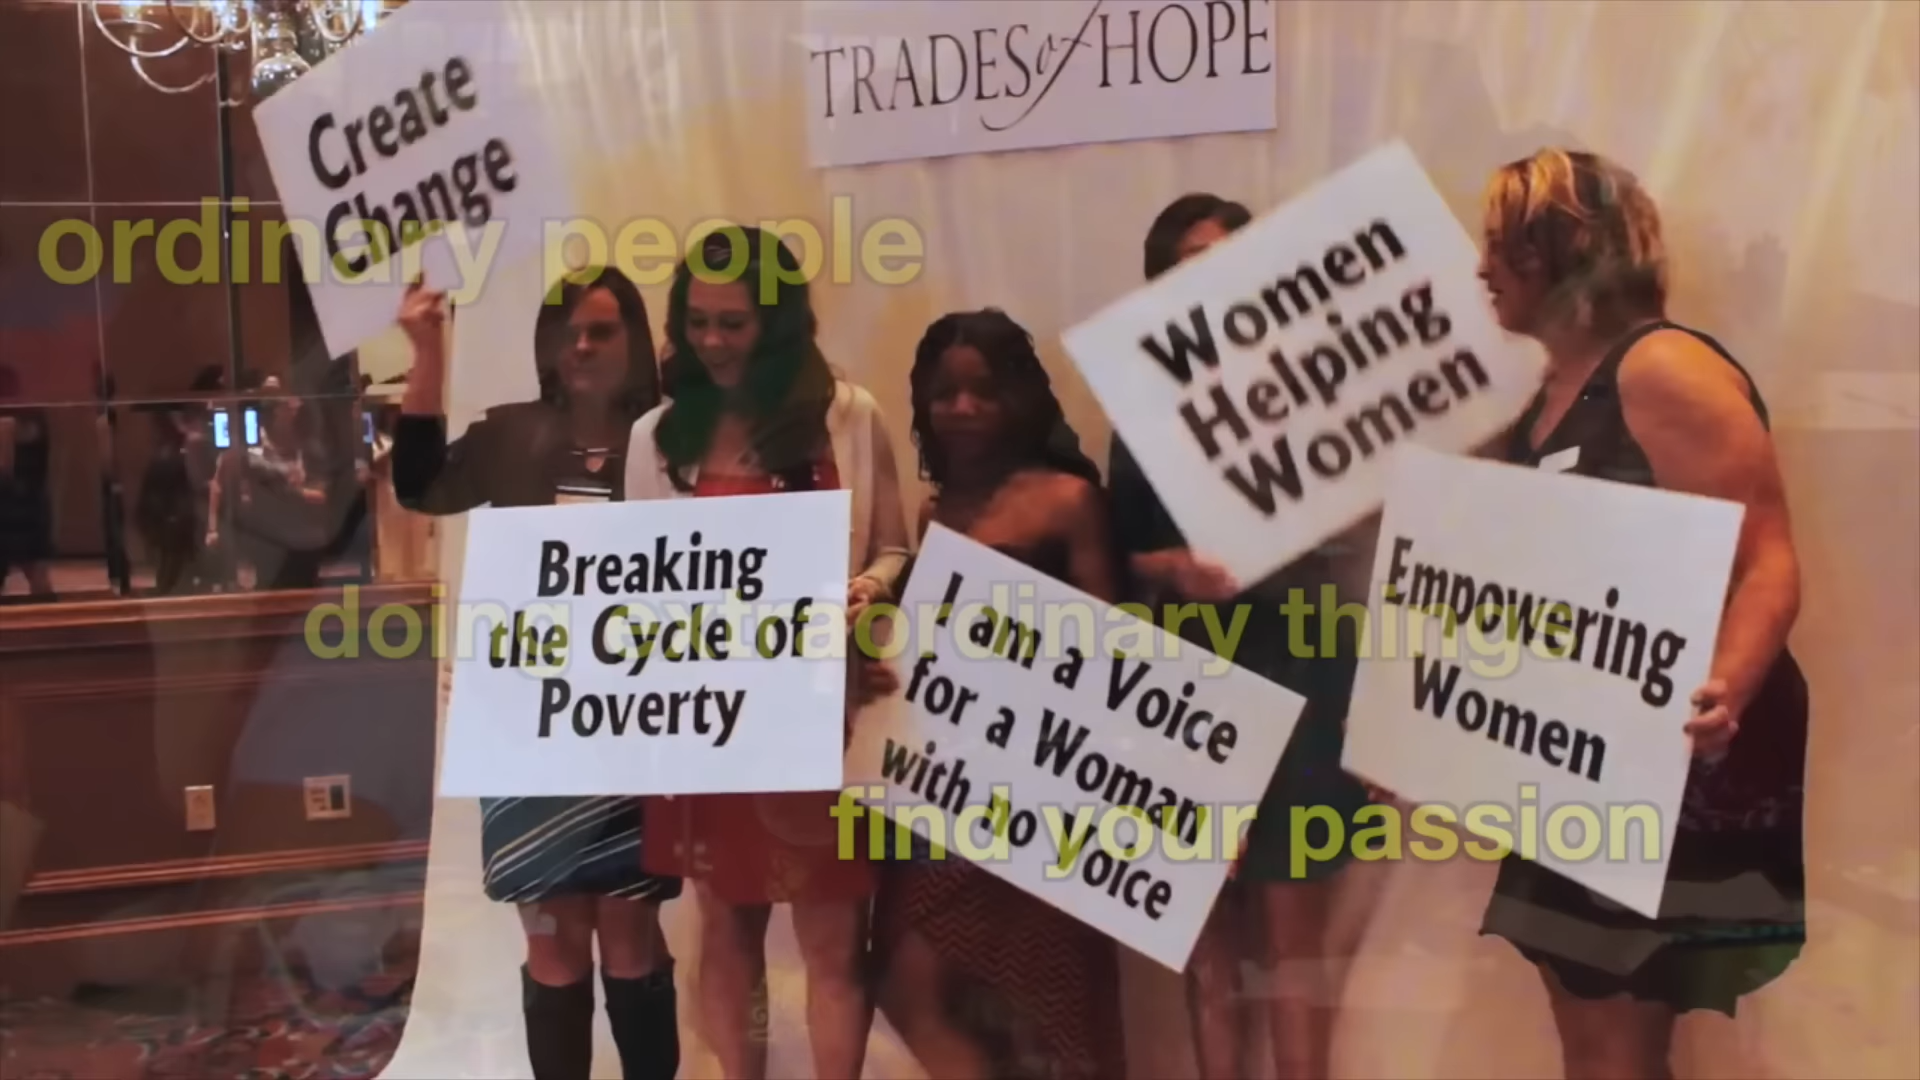 TRADES of HOPE
Create
Change
ordinary people
Women
Helping
Women
Breaking
the Cycle of
Poverty
I am a Voice
for a Woman
with no Voice
Empowering
Women
doing extraordinary things
find your passion